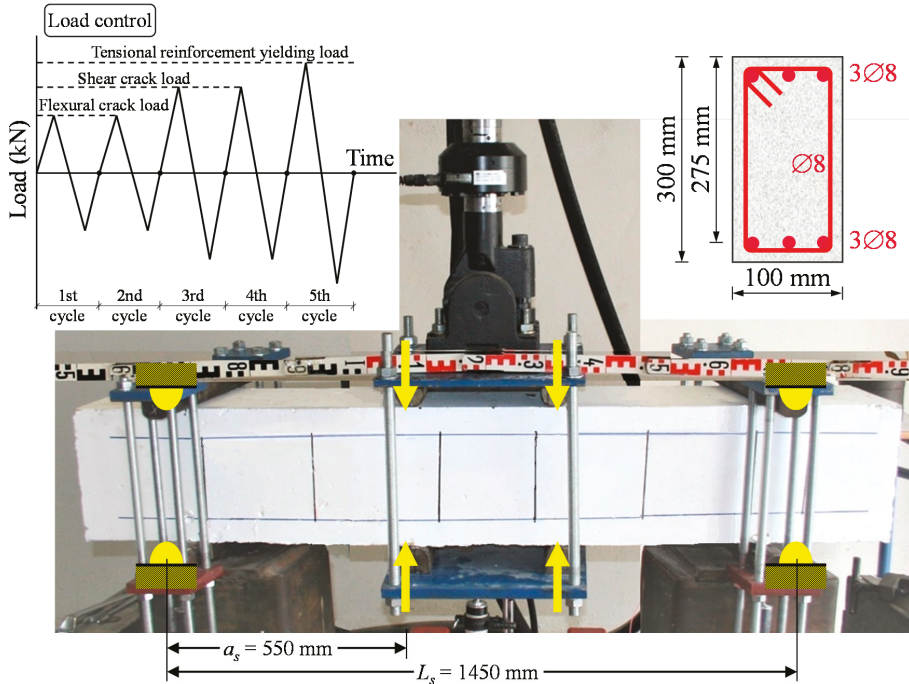 Load control
Tensional reinforcement yielding load
Shear crack load
Flexural crack load
Load (kN)
Time
1st cycle
2nd cycle
3rd cycle
4th cycle
5th cycle
3∅8
300 mm
275 mm
∅8
3∅8
100 mm
a_s = 550 mm
L_s = 1450 mm